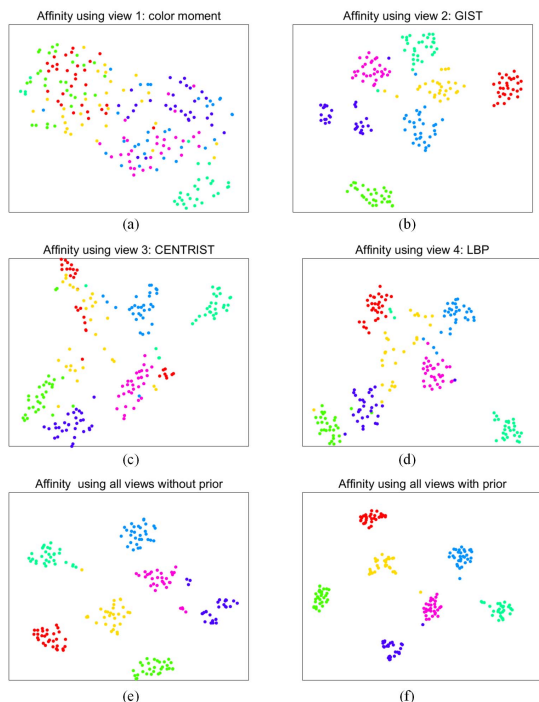 Affinity using view 1: color moment
Affinity using view 2: GIST
(a)
(b)
Affinity using view 3: CENTRIST
Affinity using view 4: LBP
(c)
(d)
Affinity using all views without prior
Affinity using all views with prior
(e)
(f)